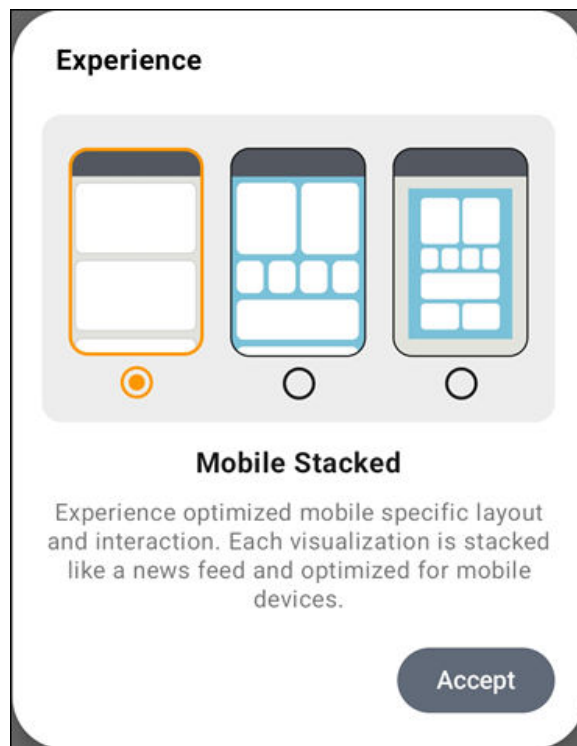 Experience
Mobile Stacked
Experience optimized mobile specific layout
and interaction. Each visualization is stacked
like a news feed and optimized for mobile
devices.
Accept